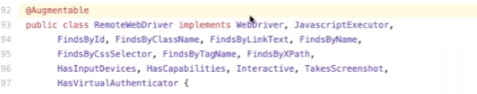 92 @Augmentable
93 public class RemoteWebDriver implements WebDriver, JavascriptExecutor,
94 FindsById, FindsByClassName, FindsByLinkText, FindsByName,
95 FindsByCssSelector, FindsByTagName, FindsByXPath,
96 HasInputDevices, HasCapabilities, Interactive, TakesScreenshot,
97 HasVirtualAuthenticator {